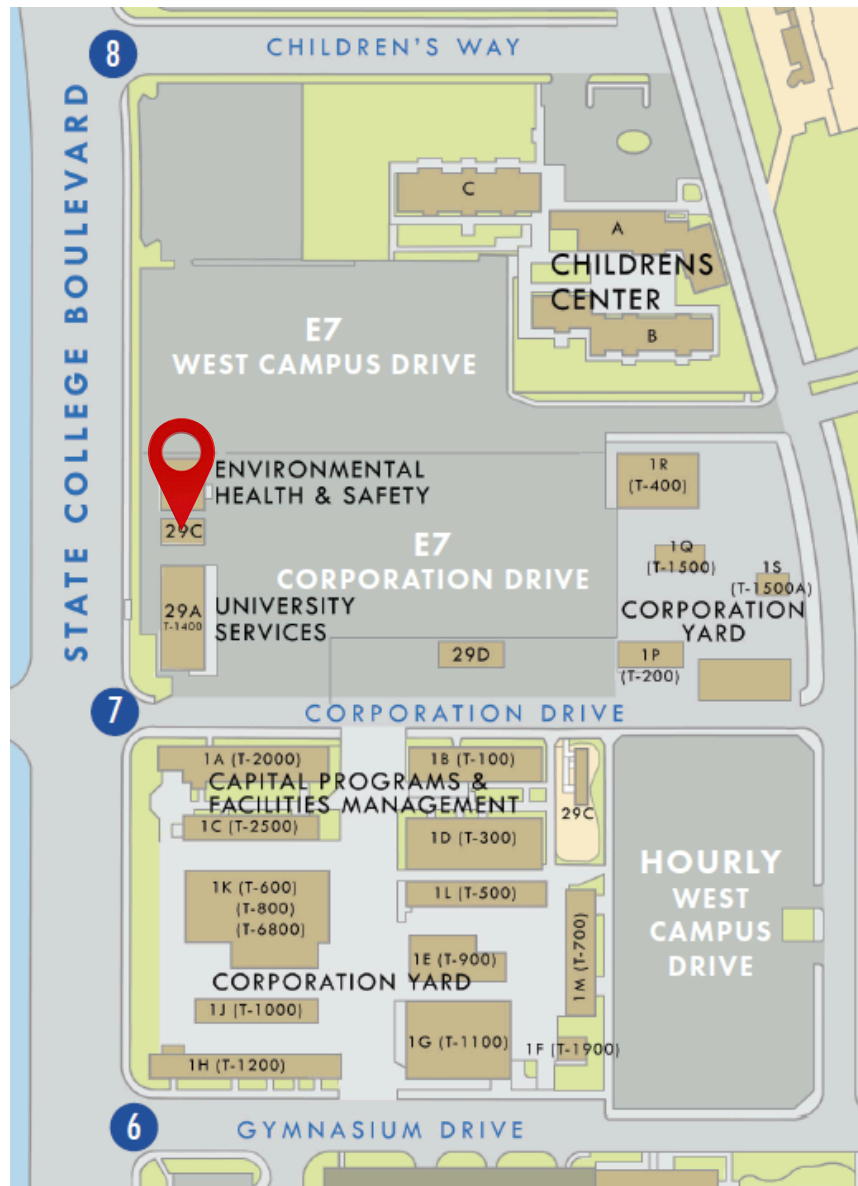 8
CHILDREN'S WAY
STATE COLLEGE BOULEVARD
C
A
CHILDRENS
CENTER
B
E7
WEST CAMPUS DRIVE
ENVIRONMENTAL
HEALTH & SAFETY
29C
E7
CORPORATION DRIVE
1R
(T-400)
1Q
(T-1500)
1S
(T-1500A)
CORPORATION
YARD
29A
T-1400
UNIVERSITY
SERVICES
29D
1P
(T-200)
7
CORPORATION DRIVE
1A (T-2000)
1B (T-100)
CAPITAL PROGRAMS &
FACILITIES MANAGEMENT
29C
1C (T-2500)
1D (T-300)
HOURLY
WEST
CAMPUS
DRIVE
1K (T-600)
(T-800)
(T-6800)
1L (T-500)
1M (T-700)
1E (T-900)
CORPORATION YARD
1J (T-1000)
1G (T-1100)
1F (T-1900)
1H (T-1200)
6
GYMNASIUM DRIVE